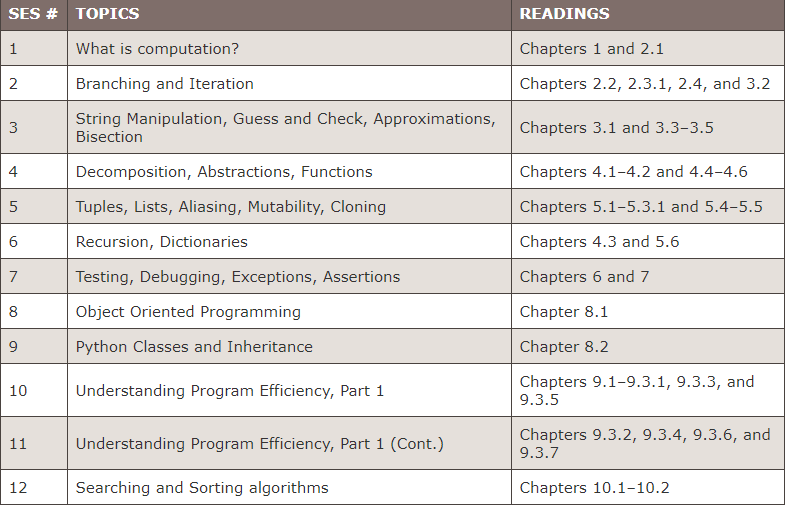 SES # TOPICS READINGS
1 What is computation? Chapters 1 and 2.1
2 Branching and Iteration Chapters 2.2, 2.3.1, 2.4, and 3.2
3 String Manipulation, Guess and Check, Approximations,
Bisection Chapters 3.1 and 3.3–3.5
4 Decomposition, Abstractions, Functions Chapters 4.1–4.2 and 4.4–4.6
5 Tuples, Lists, Aliasing, Mutability, Cloning Chapters 5.1–5.3.1 and 5.4–5.5
6 Recursion, Dictionaries Chapters 4.3 and 5.6
7 Testing, Debugging, Exceptions, Assertions Chapters 6 and 7
8 Object Oriented Programming Chapter 8.1
9 Python Classes and Inheritance Chapter 8.2
10 Understanding Program Efficiency, Part 1 Chapters 9.1–9.3.1, 9.3.3, and
9.3.5
11 Understanding Program Efficiency, Part 1 (Cont.) Chapters 9.3.2, 9.3.4, 9.3.6, and
9.3.7
12 Searching and Sorting algorithms Chapters 10.1–10.2